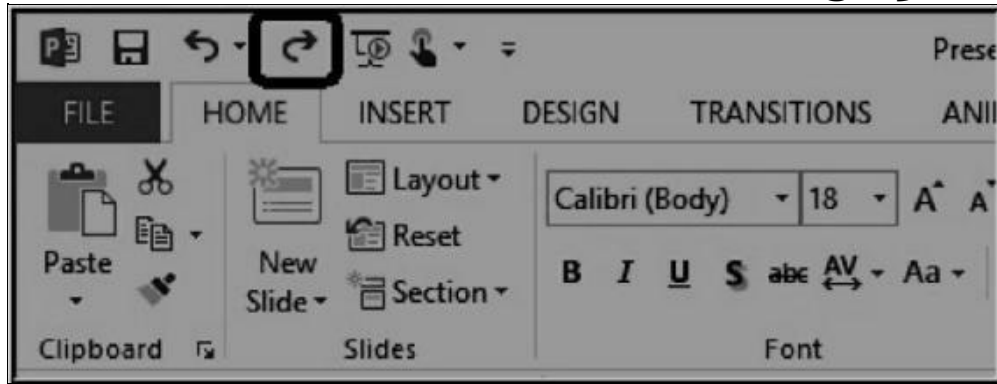 Prese
FILE HOME INSERT DESIGN TRANSITIONS
Calibri (Body) 18
Layout
Reset
Section
Paste
New
Slide
B I U S abc AV Aa
Clipboard Slides Font